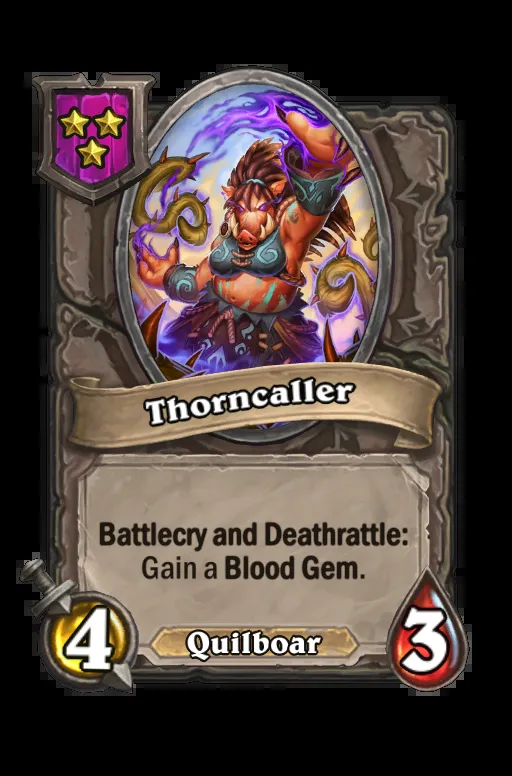 Thorncaller
Battlecry and Deathrattle:
Gain a Blood Gem.
4
Quilboar
3